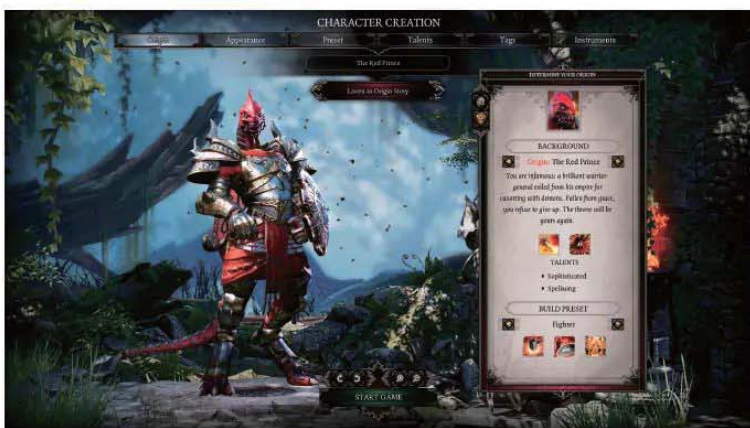 CHARACTER CREATION
Origin Appearance Preset Talents Tags Instruments
The Red Prince
Listen to Origin Story
DETERMINE YOUR ORIGIN
BACKGROUND
Origin: The Red Prince
You are infamous: a brilliant warrior-
general exiled from his empire for
consorting with demons. Fallen from grace,
you refuse to give up. The throne will be
yours again.
TALENTS
Sophisticated
Spellsong
BUILD PRESET
Fighter
START GAME